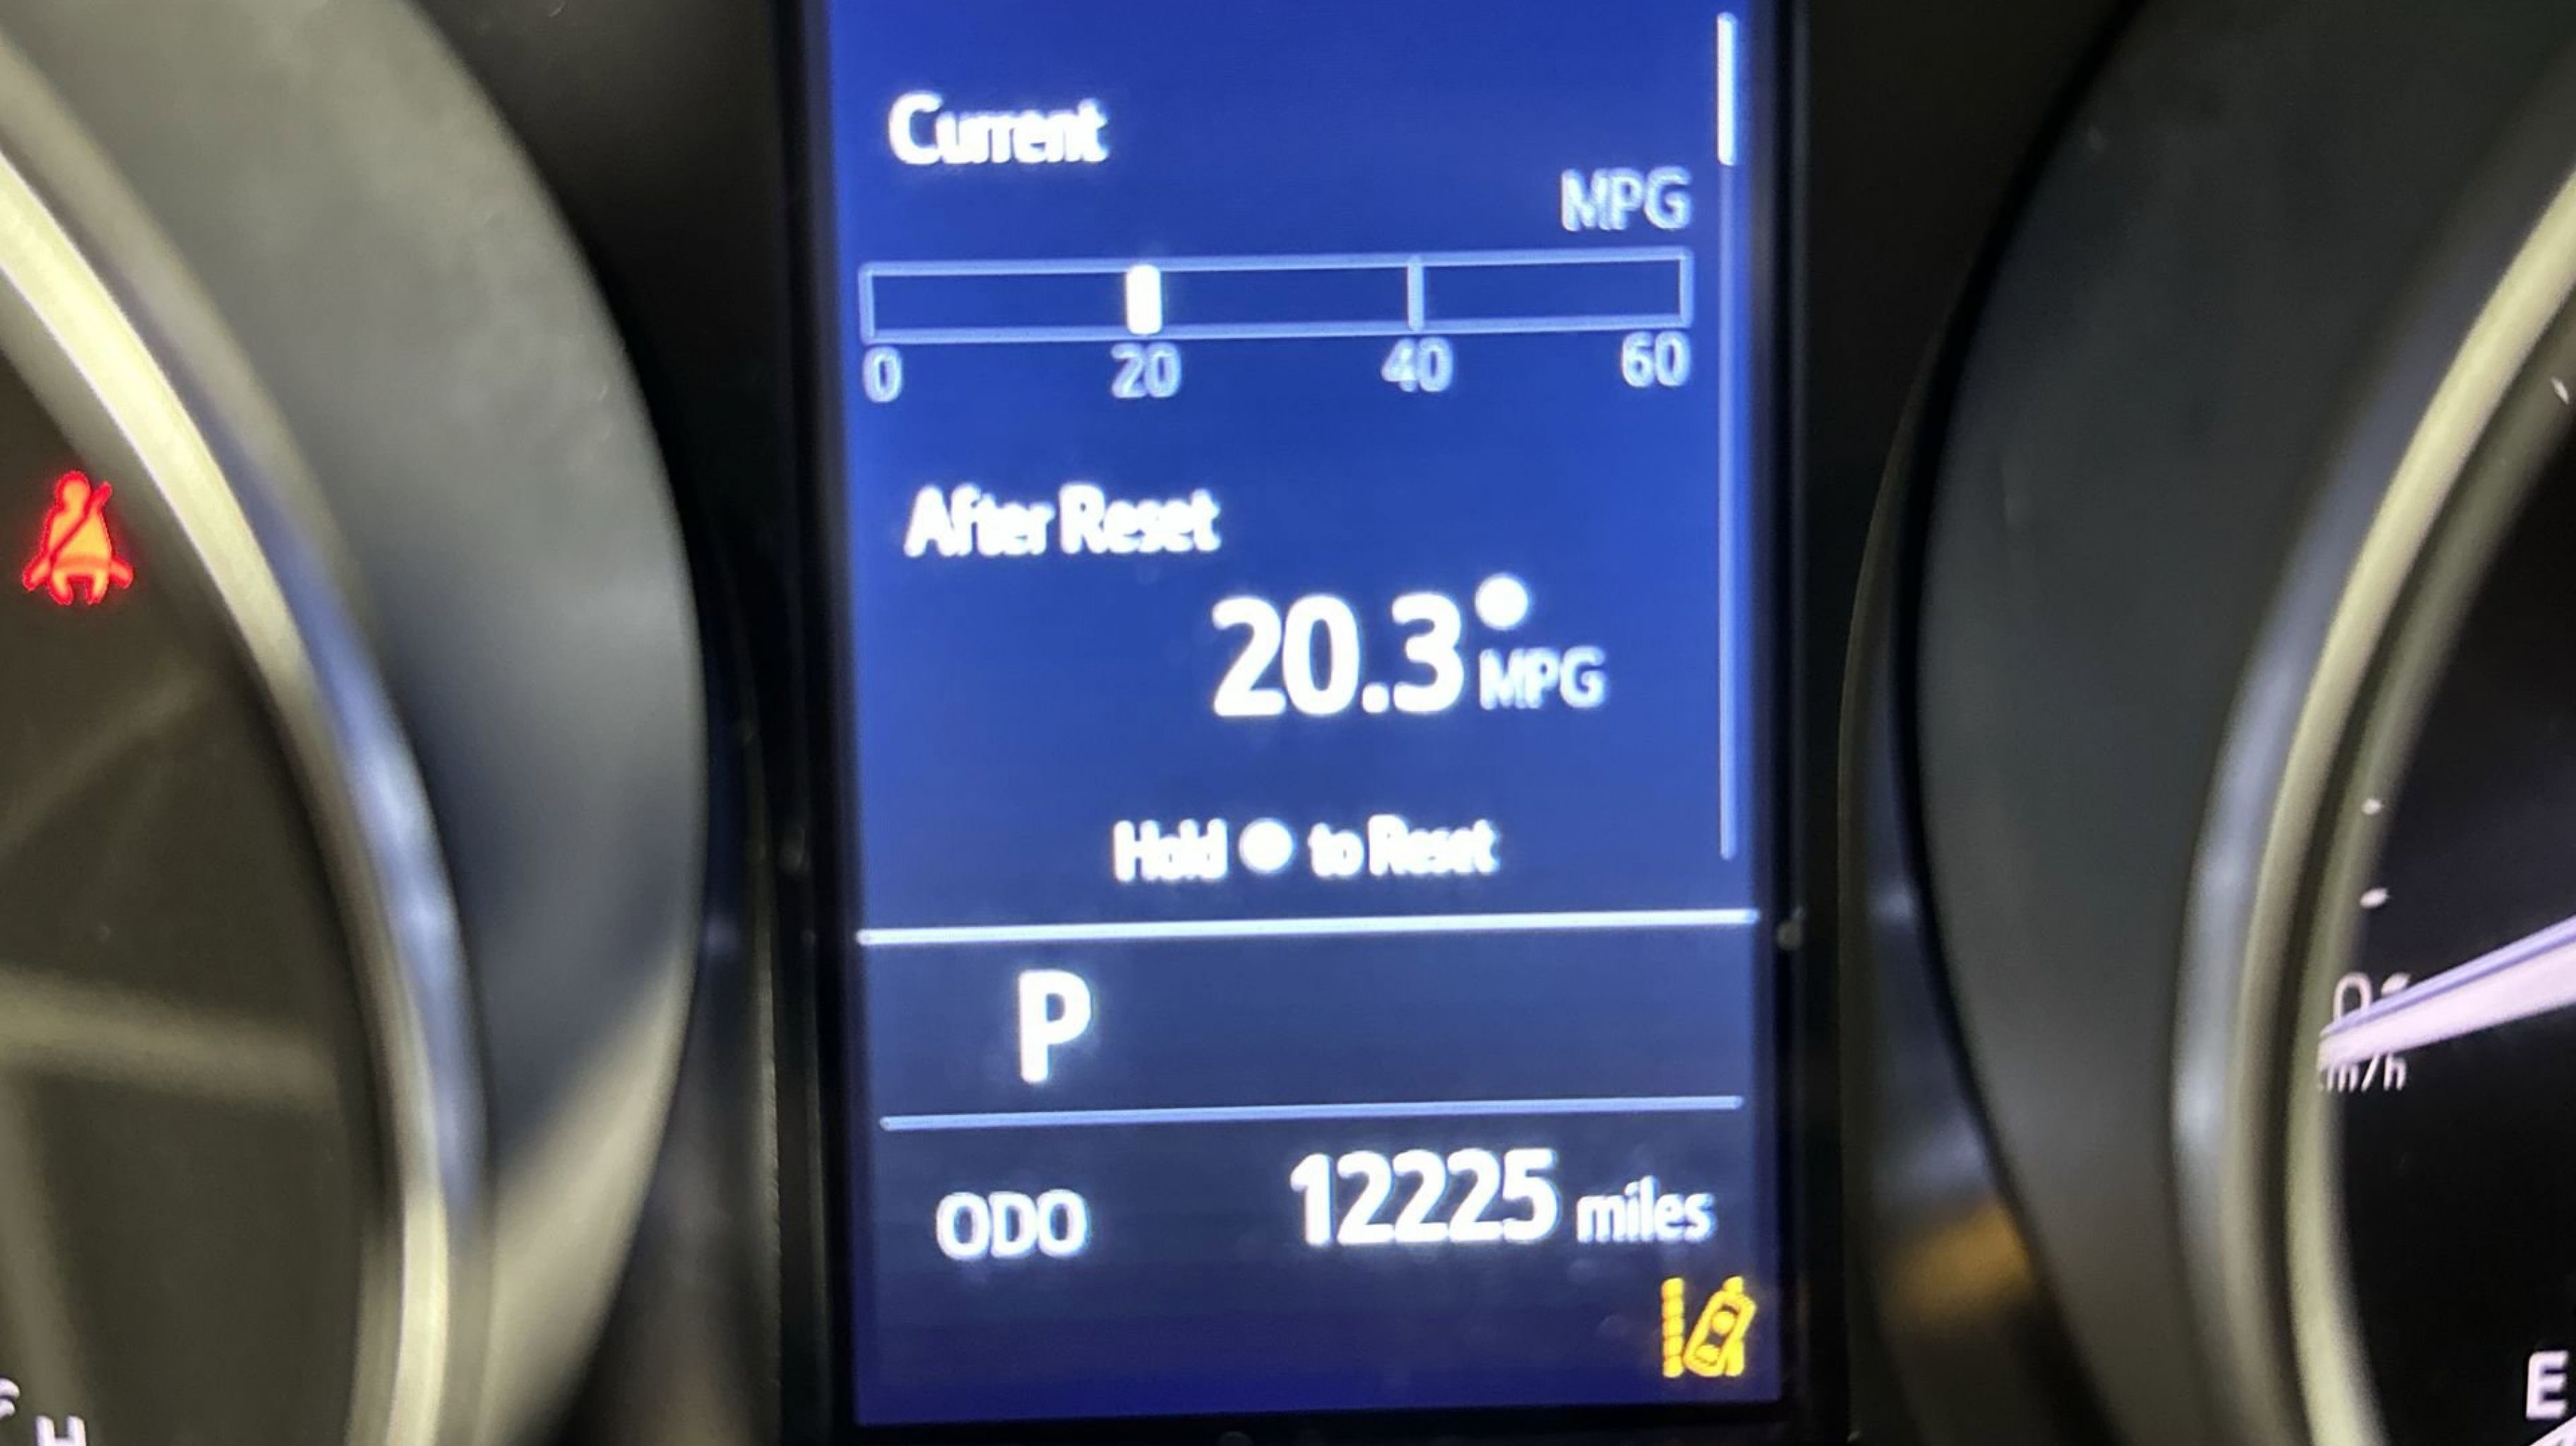 Current
MPG
0 20 40 60
After Reset
20.3 MPG
Hold to Reset
P
ODO 12225 miles
H
E